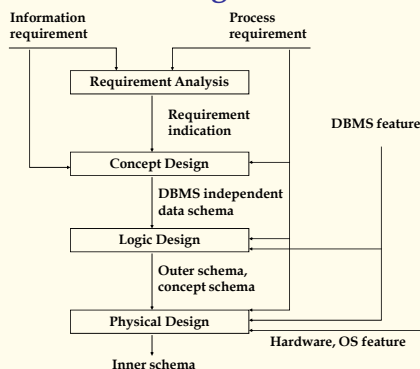 Information
requirement
Process
requirement
Requirement Analysis
Requirement
indication
DBMS feature
Concept Design
DBMS independent
data schema
Logic Design
Outer schema,
concept schema
Physical Design
Hardware, OS feature
Inner schema